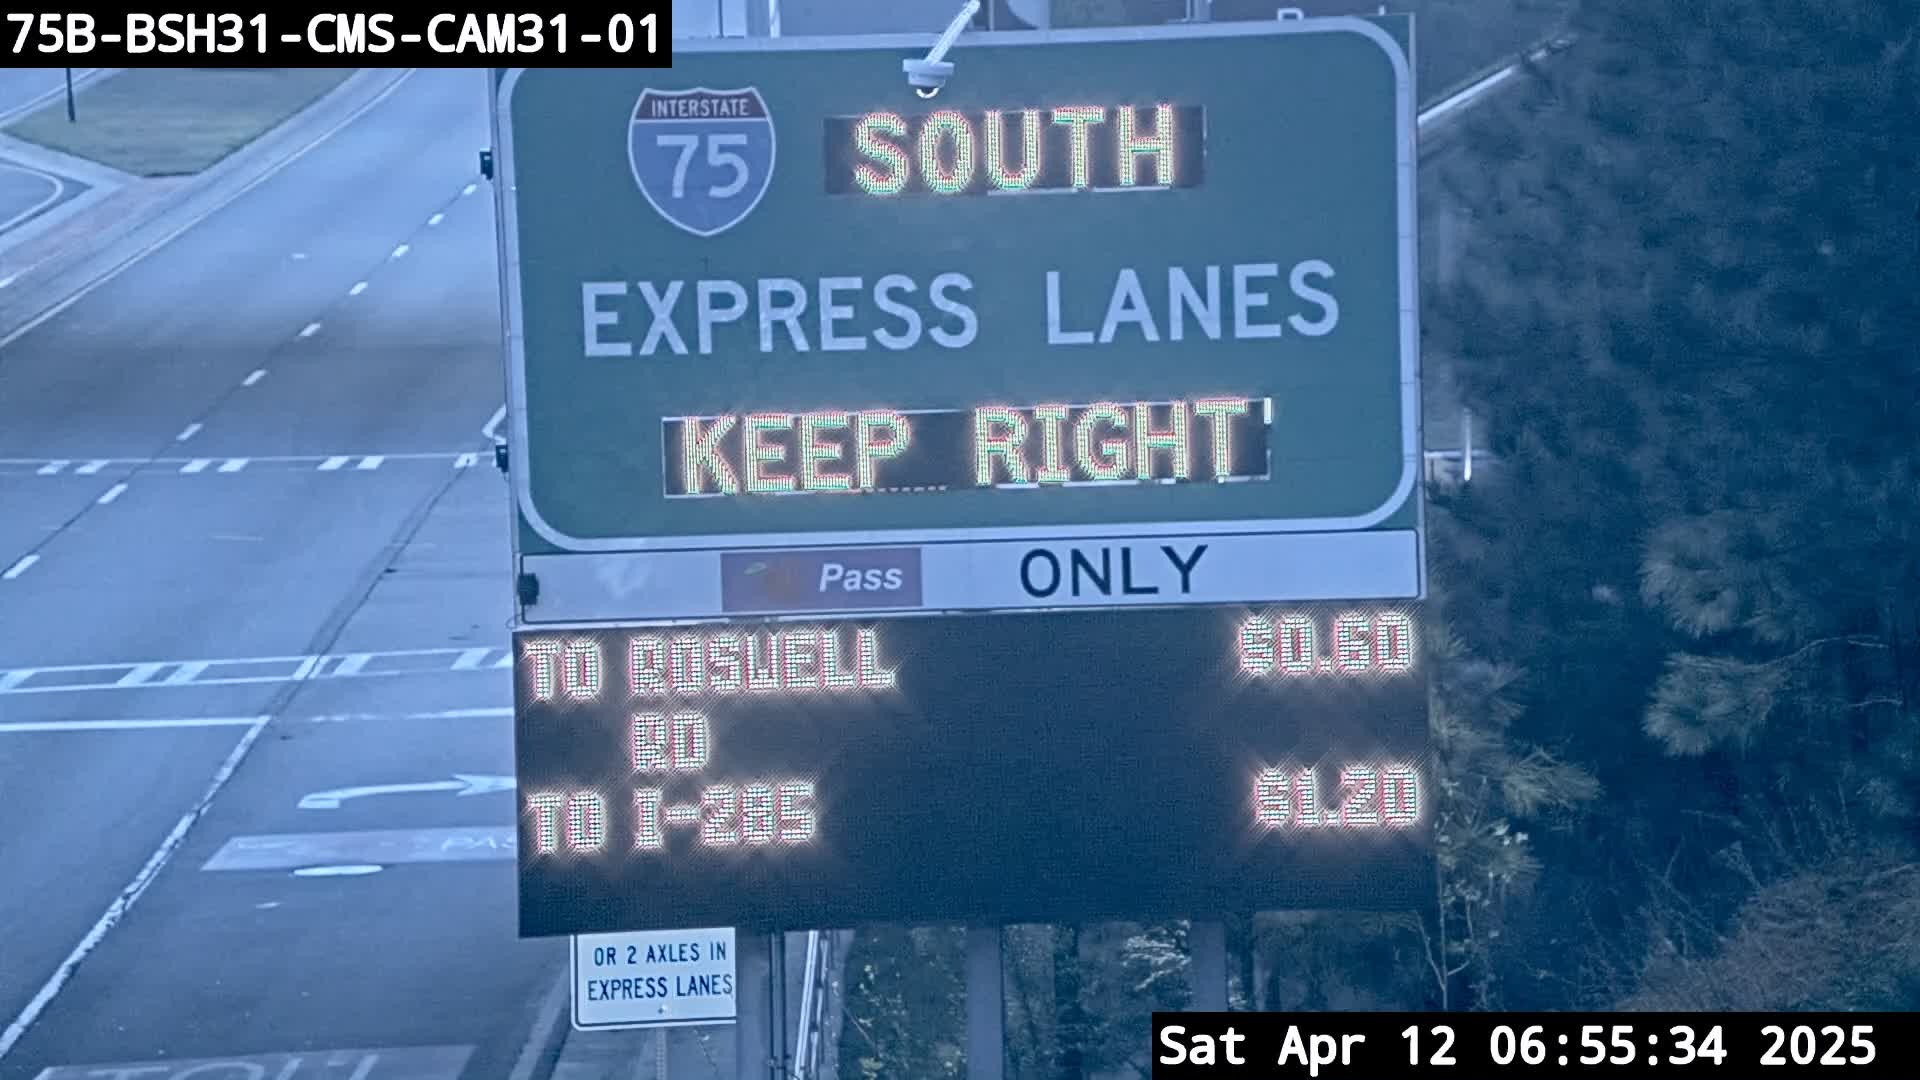 75B-BSH31-CMS-CAM31-01
INTERSTATE
75
SOUTH
EXPRESS LANES
KEEP RIGHT
Pass ONLY
TO ROSWELL $0.60
RD
TO I-285 $1.20
OR 2 AXLES IN
EXPRESS LANES
Sat Apr 12 06:55:34 2025